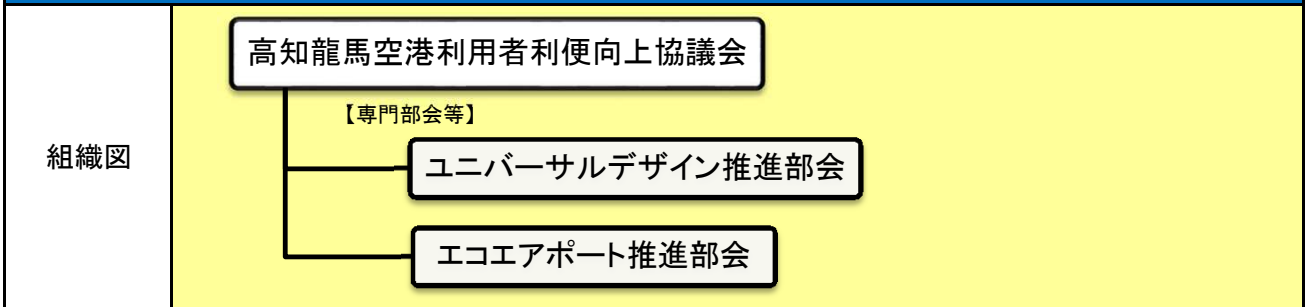 高知龍馬空港利用者利便向上協議会
【専門部会等】
組織図
ユニバーサルデザイン推進部会
エコエアポート推進部会